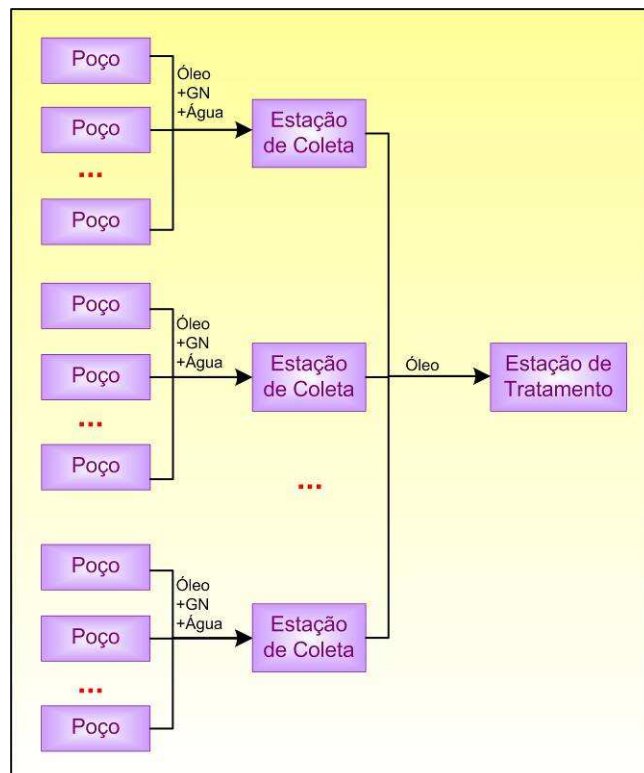 Poço
Óleo
+GN
+Água
Poço
...
Poço
Estação
de Coleta
Poço
Óleo
+GN
+Água
Poço
...
Poço
Estação
de Coleta
...
Óleo
Estação de
Tratamento
Poço
Óleo
+GN
+Água
Poço
...
Poço
Estação
de Coleta